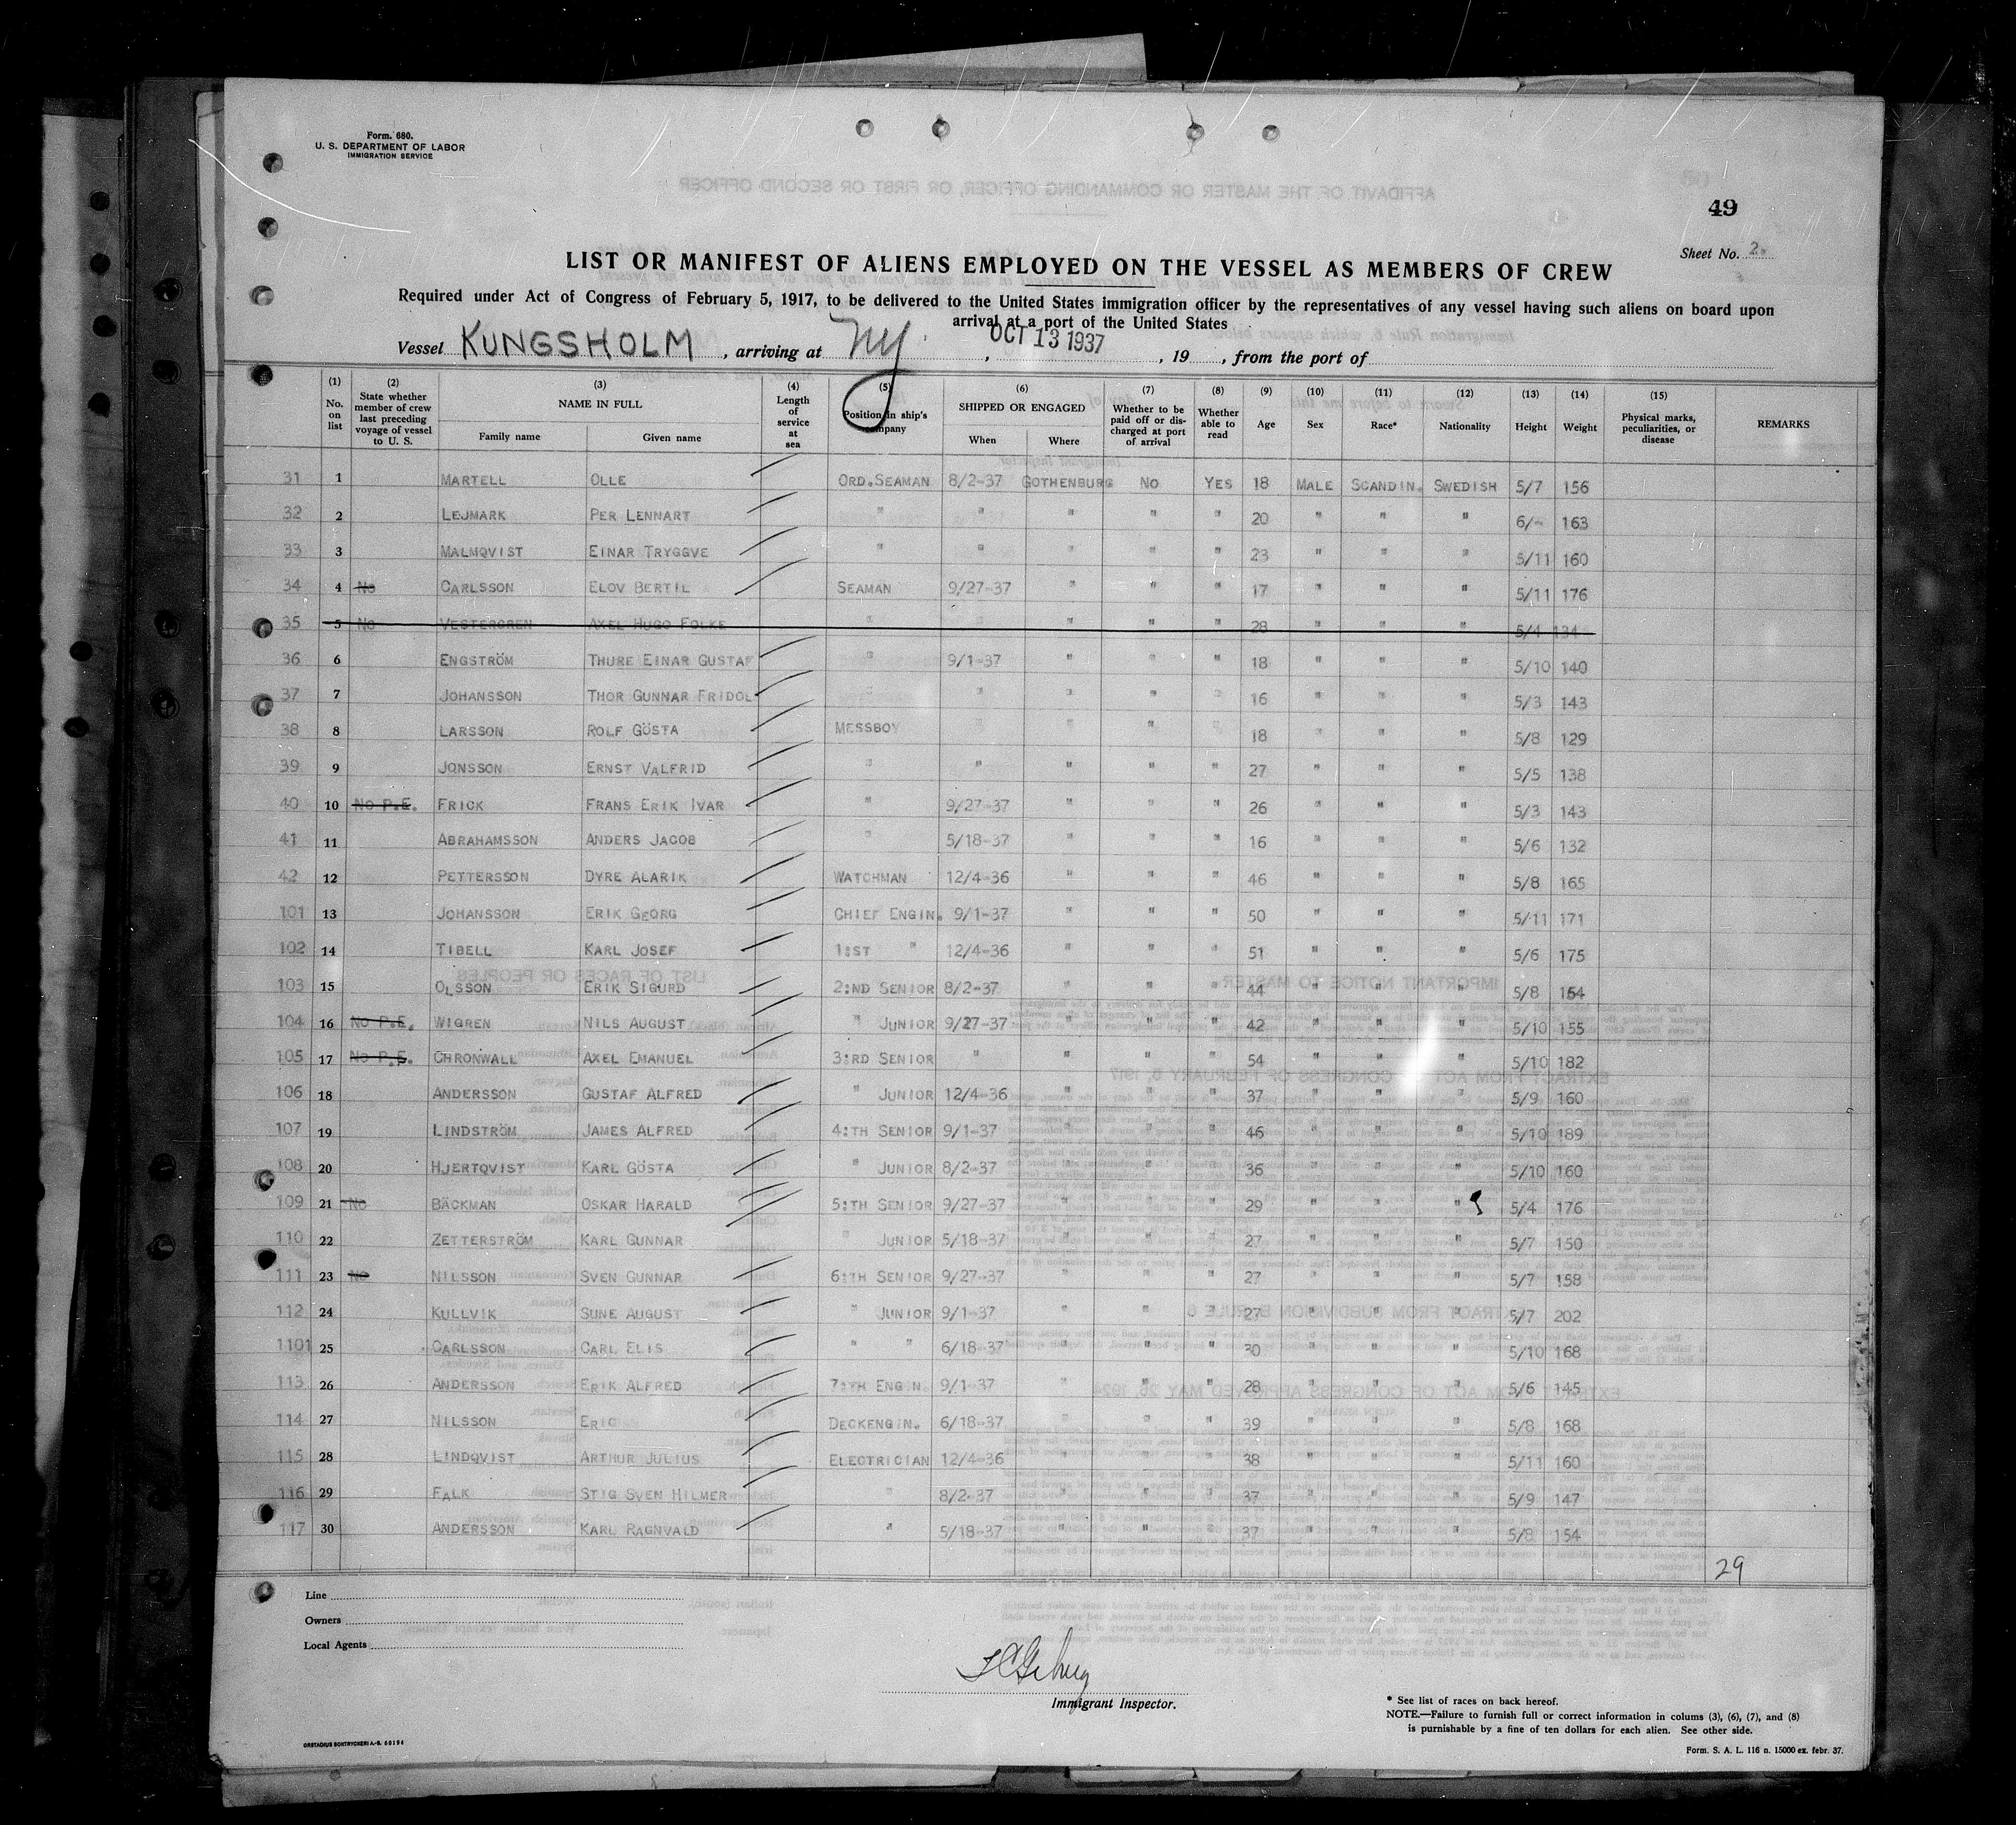 Form. 680.
U. S. DEPARTMENT OF LABOR
IMMIGRATION SERVICE
49
Sheet No. 2.
LIST OR MANIFEST OF ALIENS EMPLOYED ON THE VESSEL AS MEMBERS OF CREW
Required under Act of Congress of February 5, 1917, to be delivered to the United States immigration officer by the representatives of any vessel having such aliens on board upon
arrival at a port of the United States
Vessel KUNGSHOLM , arriving at NY , OCT 13 1937 , 19 , from the port of
(1) No. on list (2) State whether member of crew last preceding voyage of vessel to U. S. (3) NAME IN FULL Family name Given name (4) Length of service at sea (5) Position in ship's company (6) SHIPPED OR ENGAGED When Where (7) Whether to be paid off or discharged at port of arrival (8) Whether able to read (9) Age (10) Sex (11) Race* (12) Nationality (13) Height (14) Weight (15) Physical marks, peculiarities, or disease REMARKS
31 1 MARTELL OLLE ORD.SEAMAN 8/2-37 GOTHENBURG NO YES 18 MALE SCANDIN. SWEDISH 5/7 156
32 2 LEJMARK PER LENNART " " " " " 20 " " " 6/- 163
33 3 MALMQVIST EINAR TRYGGVE " " " " " 23 " " " 5/11 160
34 4 No CARLSSON ELOV BERTIL SEAMAN 9/27-37 " " " 17 " " " 5/11 176
35 5 No VESTERGREN AXEL HUGO FOLKE " " " " " 28 " " " 5/4 134
36 6 ENGSTRÖM THURE EINAR GUSTAF " 9/1-37 " " " 18 " " " 5/10 140
37 7 JOHANSSON THOR GUNNAR FRIDOL " " " " " 16 " " " 5/3 143
38 8 LARSSON ROLF GÖSTA MESSBOY " " " " 18 " " " 5/8 129
39 9 JONSSON ERNST VALFRID " " " " " 27 " " " 5/5 138
40 10 No P.E. FRICK FRANS ERIK IVAR " 9/27-37 " " " 26 " " " 5/3 143
41 11 ABRAHAMSSON ANDERS JACOB " 5/18-37 " " " 16 " " " 5/6 132
42 12 PETTERSSON DYRE ALARIK WATCHMAN 12/4-36 " " " 46 " " " 5/8 165
101 13 JOHANSSON ERIK GEORG CHIEF ENGIN. 9/1-37 " " " 50 " " " 5/11 171
102 14 TIBELL KARL JOSEF 1:ST " 12/4-36 " " " 51 " " " 5/6 175
103 15 OLSSON ERIK SIGURD 2:ND SENIOR 8/2-37 " " " 44 " " " 5/8 154
104 16 No P.E. WIGREN NILS AUGUST " JUNIOR 9/27-37 " " " 42 " " " 5/10 155
105 17 No P.E. CHRONWALL AXEL EMANUEL 3:RD SENIOR " " " " 54 " " " 5/10 182
106 18 ANDERSSON GUSTAF ALFRED " JUNIOR 12/4-36 " " " 37 " " " 5/9 160
107 19 LINDSTRÖM JAMES ALFRED 4:TH SENIOR 9/1-37 " " " 46 " " " 5/10 189
108 20 HJERTQVIST KARL GÖSTA " JUNIOR 8/2-37 " " " 36 " " " 5/10 160
109 21 No BÄCKMAN OSKAR HARALD 5:TH SENIOR 9/27-37 " " " 29 " " " 5/4 176
110 22 ZETTERSTRÖM KARL GUNNAR " JUNIOR 5/18-37 " " " 27 " " " 5/7 150
111 23 No NILSSON SVEN GUNNAR 6:TH SENIOR 9/27-37 " " " 27 " " " 5/7 158
112 24 KULLVIK SUNE AUGUST " JUNIOR 9/1-37 " " " 27 " " " 5/7 202
1101 25 CARLSSON CARL ELIS " " 6/18-37 " " " 30 " " " 5/10 168
113 26 ANDERSSON ERIK ALFRED 7:TH ENGIN. 9/1-37 " " " 28 " " " 5/6 145
114 27 NILSSON ERIC DECKENGIN. 6/18-37 " " " 39 " " " 5/8 168
115 28 LINDQVIST ARTHUR JULIUS ELECTRICIAN 12/4-36 " " " 38 " " " 5/11 160
116 29 FALK STIG SVEN HILMER " 8/2-37 " " " 37 " " " 5/9 147
117 30 ANDERSSON KARL RAGNVALD " 5/18-37 " " " 37 " " " 5/8 154
29
Line
Owners
Local Agents
Immigrant Inspector.
* See list of races on back hereof.
NOTE.—Failure to furnish full or correct information in colums (3), (6), (7), and (8)
is purnishable by a fine of ten dollars for each alien. See other side.
Form. S. A. L. 116 n. 15000 ex. febr. 37.